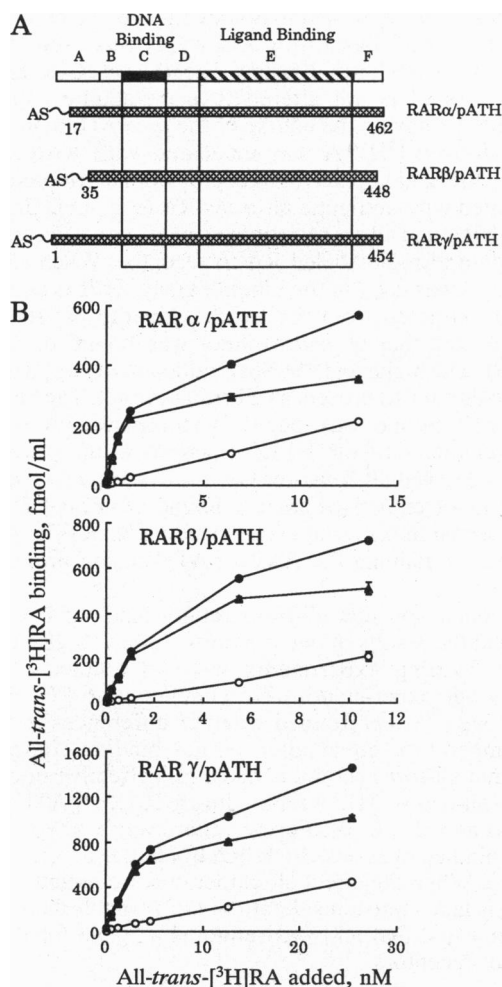 A
DNA
Binding
Ligand Binding
A B C D E F
AS
17 462
RARα/pATH
AS
35 448
RARβ/pATH
AS
1 454
RARγ/pATH
B
All-trans-[³H]RA binding, fmol/ml
RAR α/pATH
600
400
200
0
0 5 10 15
RARβ/pATH
800
600
400
200
0
0 2 4 6 8 10 12
RAR γ/pATH
1600
1200
800
400
0
0 10 20 30
All-trans-[³H]RA added, nM